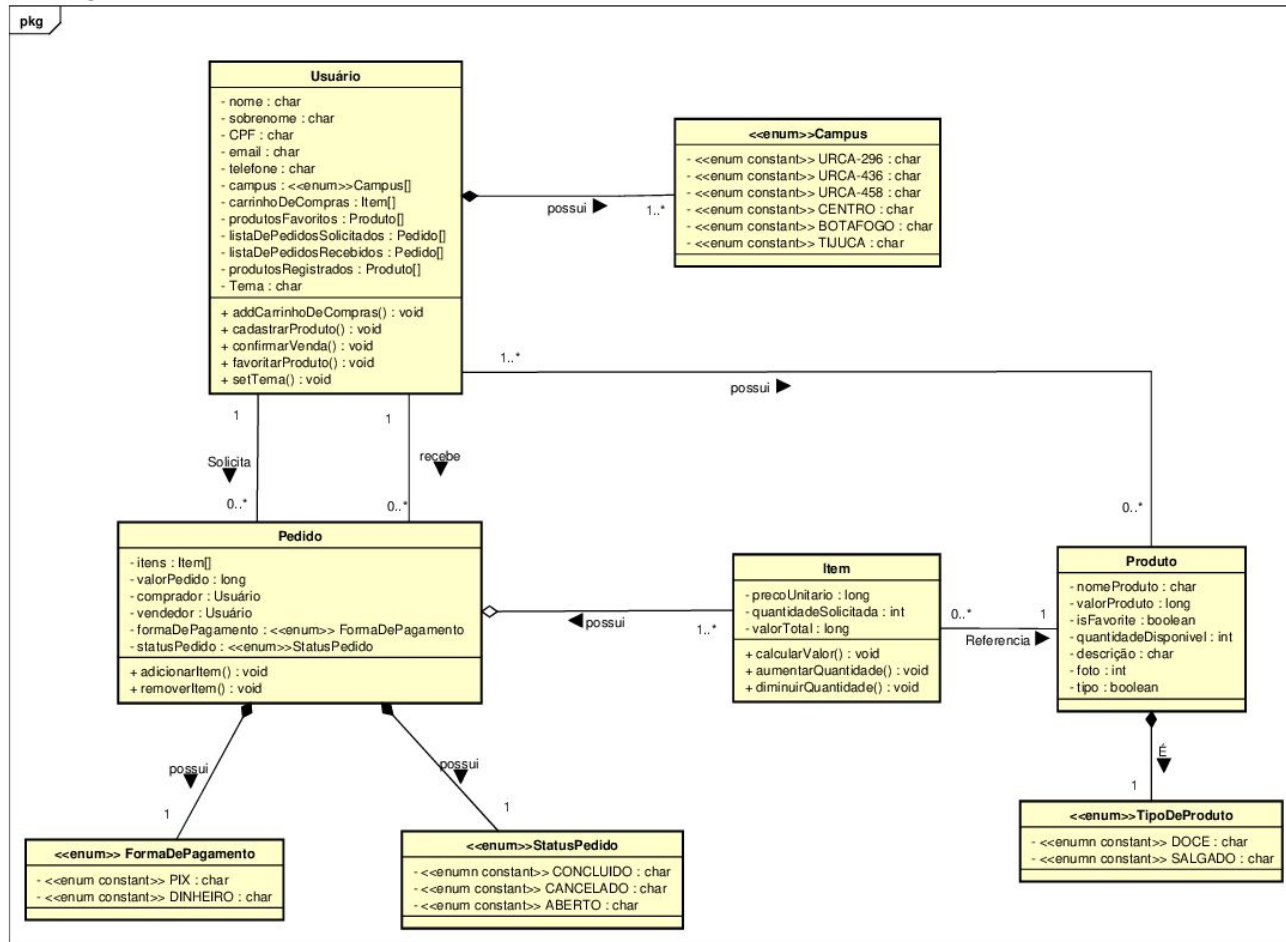 pkg
Usuário
- nome : char
- sobrenome : char
- CPF : char
- email : char
- telefone : char
- campus : <<enum>>Campus[]
- carrinhoDeCompras : Item[]
- produtosFavoritos : Produto[]
- listaDePedidosSolicitados : Pedido[]
- listaDePedidosRecebidos : Pedido[]
- produtosRegistrados : Produto[]
- Tema : char
+ addCarrinhoDeCompras() : void
+ cadastrarProduto() : void
+ confirmarVenda() : void
+ favoritarProduto() : void
+ setTema() : void
<<enum>>Campus
- <<enum constant>> URCA-296 : char
- <<enum constant>> URCA-436 : char
- <<enum constant>> URCA-458 : char
- <<enum constant>> CENTRO : char
- <<enum constant>> BOTAFOGO : char
- <<enum constant>> TIJUCA : char
possui
1..*
1..*
possui
0..*
1
Solicita
0..*
1
recebe
0..*
Pedido
- itens : Item[]
- valorPedido : long
- comprador : Usuário
- vendedor : Usuário
- formaDePagamento : <<enum>> FormaDePagamento
- statusPedido : <<enum>>StatusPedido
+ adicionarItem() : void
+ removerItem() : void
possui
1..*
Item
- precoUnitario : long
- quantidadeSolicitada : int
- valorTotal : long
+ calcularValor() : void
+ aumentarQuantidade() : void
+ diminuirQuantidade() : void
0..*
1
Referencia
Produto
- nomeProduto : char
- valorProduto : long
- isFavorite : boolean
- quantidadeDisponivel : int
- descrição : char
- foto : int
- tipo : boolean
possui
1
possui
1
É
1
<<enum>> FormaDePagamento
- <<enum constant>> PIX : char
- <<enum constant>> DINHEIRO : char
<<enum>>StatusPedido
- <<enumn constant>> CONCLUIDO : char
- <<enum constant>> CANCELADO : char
- <<enum constant>> ABERTO : char
<<enum>>TipoDeProduto
- <<enumn constant>> DOCE : char
- <<enumn constant>> SALGADO : char